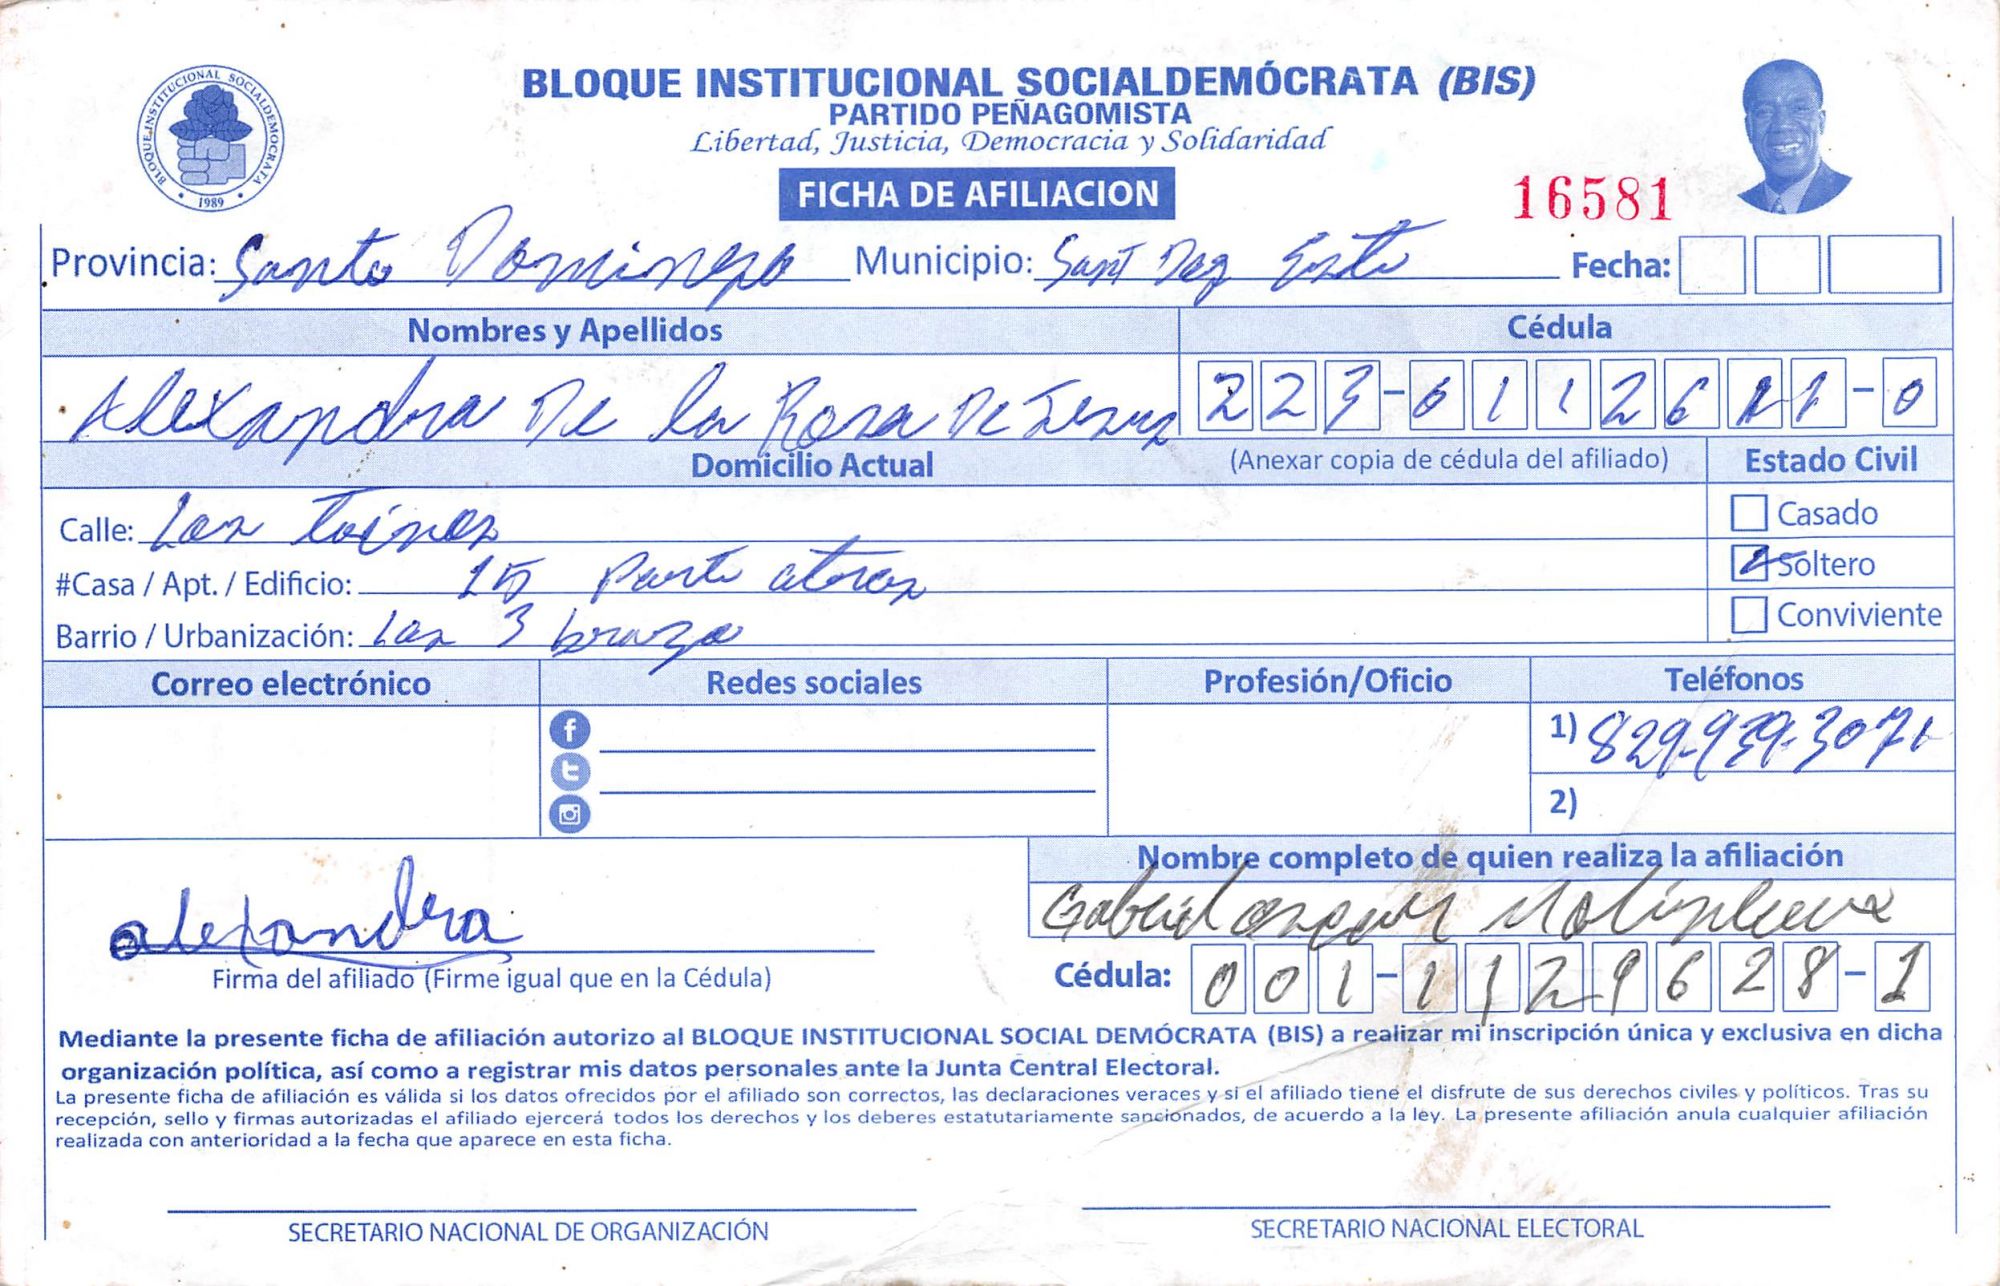 BLOQUE INSTITUCIONAL SOCIALDEMOCRATA
1989
BLOQUE INSTITUCIONAL SOCIALDEMÓCRATA (BIS)
PARTIDO PEÑAGOMISTA
Libertad, Justicia, Democracia y Solidaridad
FICHA DE AFILIACION
16581
Provincia: Santo Domingo Municipio: Sant Dgo Este Fecha:
Nombres y Apellidos Cédula
Alexandra De la Rosa De Jesus 223-0112611-0
Domicilio Actual (Anexar copia de cédula del afiliado) Estado Civil
Calle: Las Casado
#Casa / Apt. / Edificio: 15 Parte atras Soltero
Barrio / Urbanización: Los 3 brazo Conviviente
Correo electrónico Redes sociales Profesión/Oficio Teléfonos
1) 829-939-3071
2)
Nombre completo de quien realiza la afiliación
Gabriel
alexandra
Firma del afiliado (Firme igual que en la Cédula) Cédula: 001-1129628-1
Mediante la presente ficha de afiliación autorizo al BLOQUE INSTITUCIONAL SOCIAL DEMÓCRATA (BIS) a realizar mi inscripción única y exclusiva en dicha
organización política, así como a registrar mis datos personales ante la Junta Central Electoral.
La presente ficha de afiliación es válida si los datos ofrecidos por el afiliado son correctos, las declaraciones veraces y si el afiliado tiene el disfrute de sus derechos civiles y políticos. Tras su
recepción, sello y firmas autorizadas el afiliado ejercerá todos los derechos y los deberes estatutariamente sancionados, de acuerdo a la ley. La presente afiliación anula cualquier afiliación
realizada con anterioridad a la fecha que aparece en esta ficha.
SECRETARIO NACIONAL DE ORGANIZACIÓN SECRETARIO NACIONAL ELECTORAL